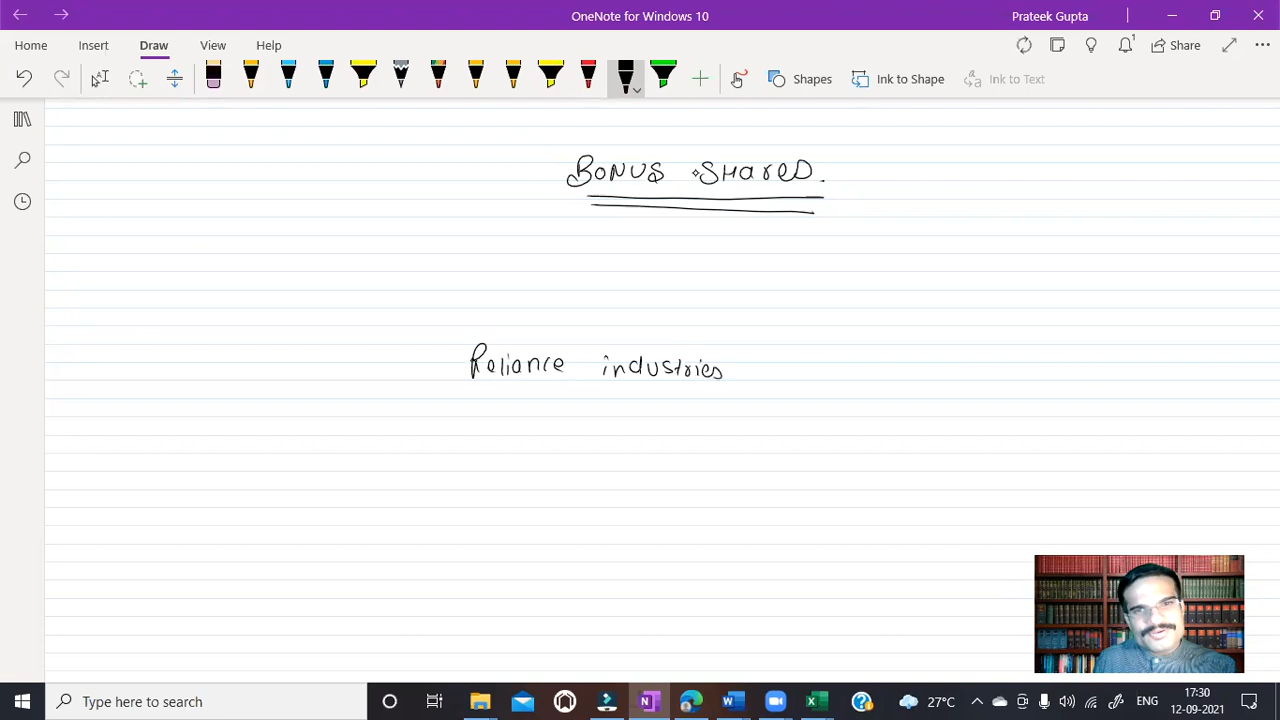 OneNote for Windows 10
Prateek Gupta
Home Insert Draw View Help
1
Share
Shapes Ink to Shape Ink to Text
BONUS SHareS.
Reliance industries
Type here to search
27°C ENG 17:30 12-09-2021